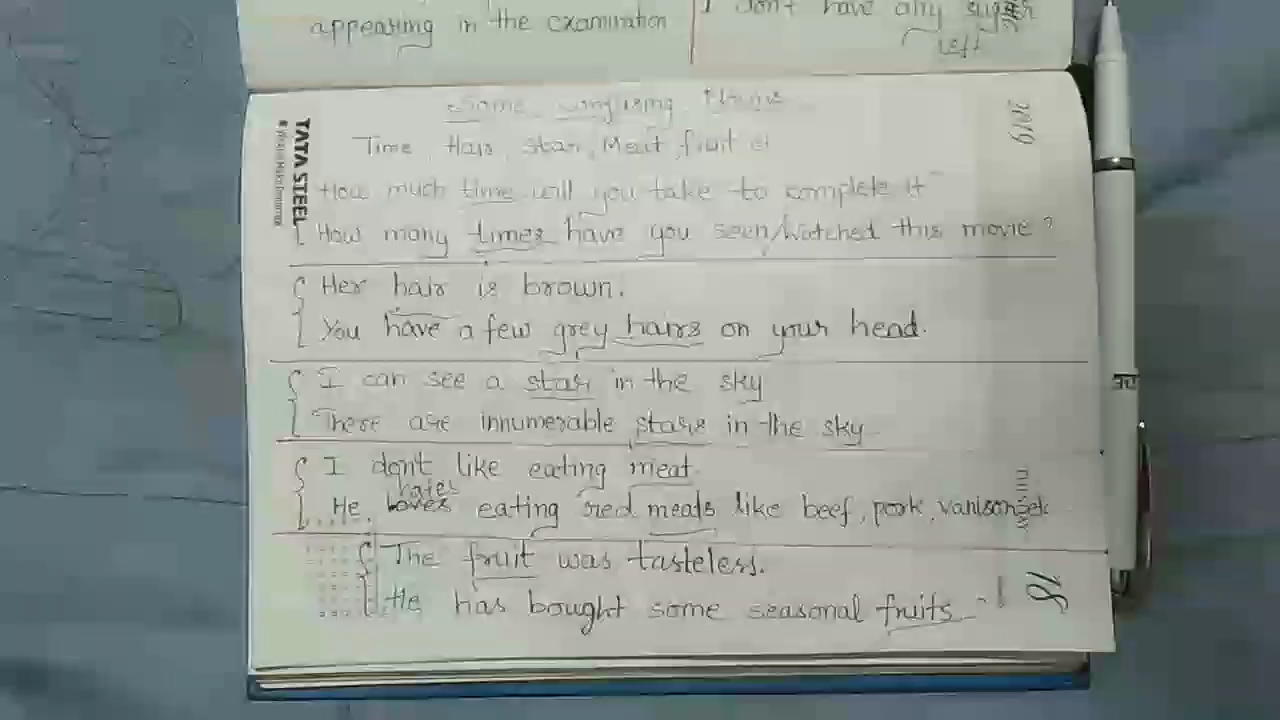 appearing in the examination
I don't have any sugar
left
Some confusing
Time, Hair, Star, Meat, fruit et
How much time will you take to complete it
How many times have you seen/watched this movie?
Her hair is brown.
You have a few grey hairs on your head.
I can see a star in the sky
There are innumerable stars in the sky
I don't like eating meat.
hates
He loves eating red meats like beef, pork, vanison etc
The fruit was tasteless.
He has bought some seasonal fruits
TATA STEEL
2019
18